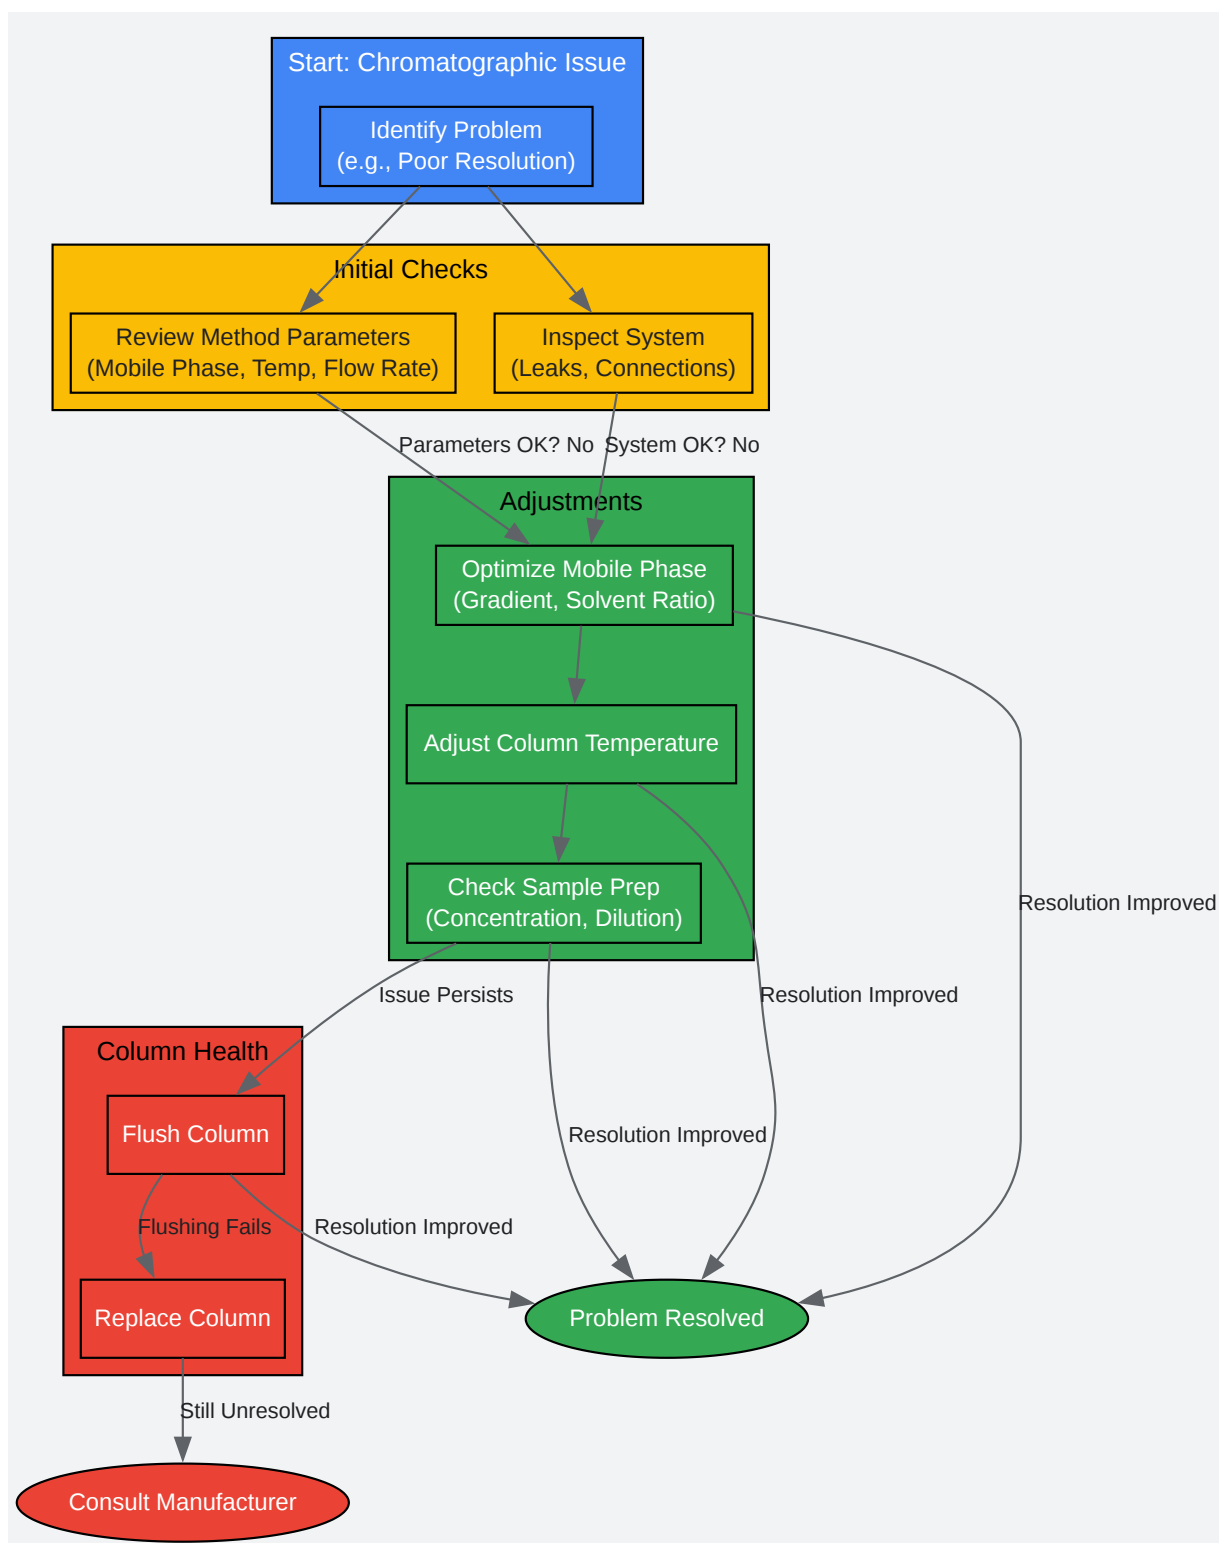 Start: Chromatographic Issue
Identify Problem
(e.g., Poor Resolution)
Initial Checks
Review Method Parameters
(Mobile Phase, Temp, Flow Rate)
Inspect System
(Leaks, Connections)
Parameters OK? No
System OK? No
Adjustments
Optimize Mobile Phase
(Gradient, Solvent Ratio)
Adjust Column Temperature
Check Sample Prep
(Concentration, Dilution)
Resolution Improved
Issue Persists
Resolution Improved
Column Health
Flush Column
Resolution Improved
Flushing Fails
Resolution Improved
Replace Column
Problem Resolved
Still Unresolved
Consult Manufacturer